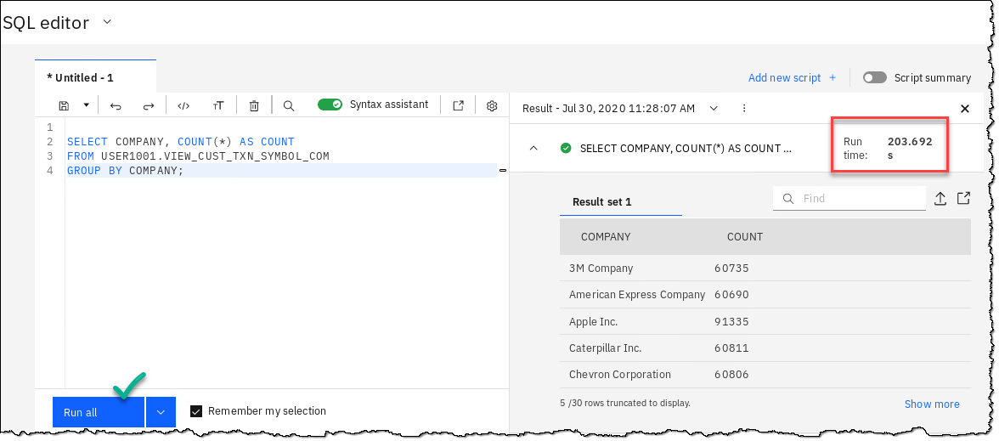 SQL editor
* Untitled - 1
Add new script +
Script summary
Syntax assistant
Result - Jul 30, 2020 11:28:07 AM
1
2 SELECT COMPANY, COUNT(*) AS COUNT
3 FROM USER1001.VIEW_CUST_TXN_SYMBOL_COM
4 GROUP BY COMPANY;
SELECT COMPANY, COUNT(*) AS COUNT ...
Run time: 203.692 s
Result set 1
Find
COMPANY COUNT
3M Company 60735
American Express Company 60690
Apple Inc. 91335
Caterpillar Inc. 60811
Chevron Corporation 60806
5 /30 rows truncated to display.
Show more
Run all
Remember my selection